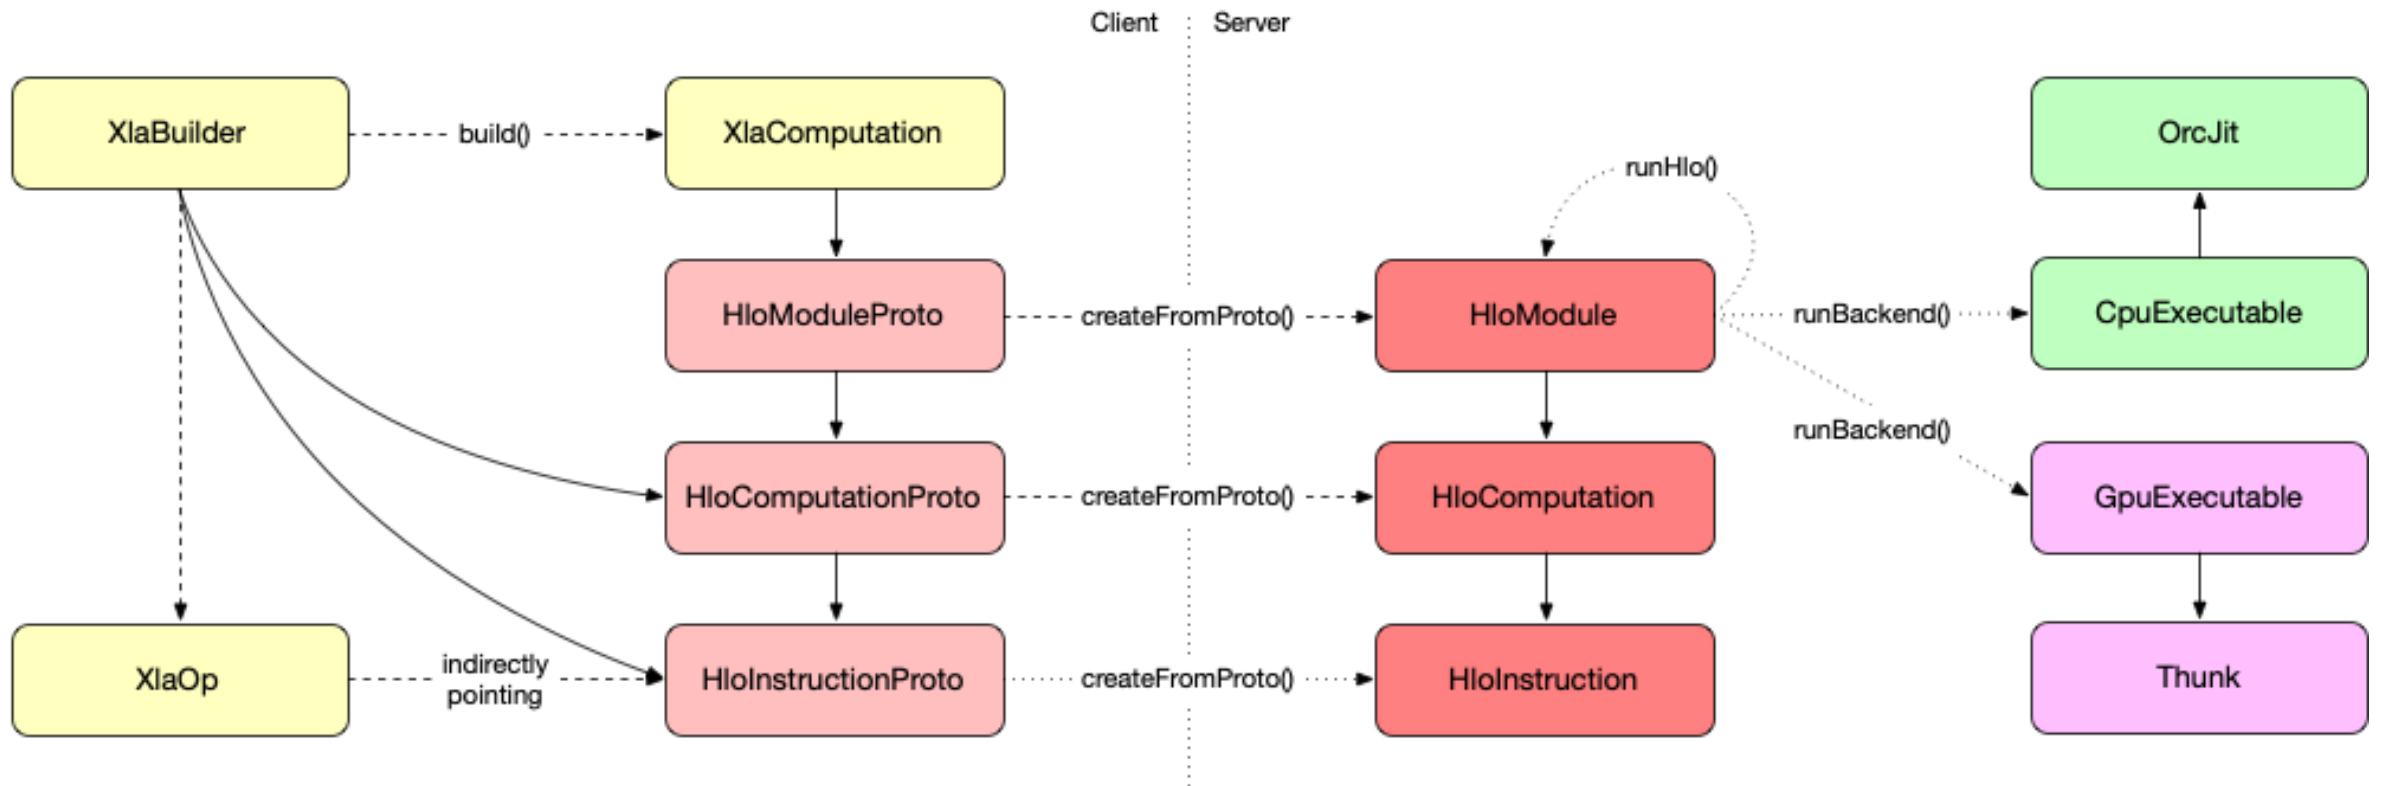 Client
Server
XlaBuilder
build()
XlaComputation
OrcJit
runHlo()
HloModuleProto
createFromProto()
HloModule
runBackend()
CpuExecutable
runBackend()
HloComputationProto
createFromProto()
HloComputation
GpuExecutable
XlaOp
indirectly
pointing
HloInstructionProto
createFromProto()
HloInstruction
Thunk